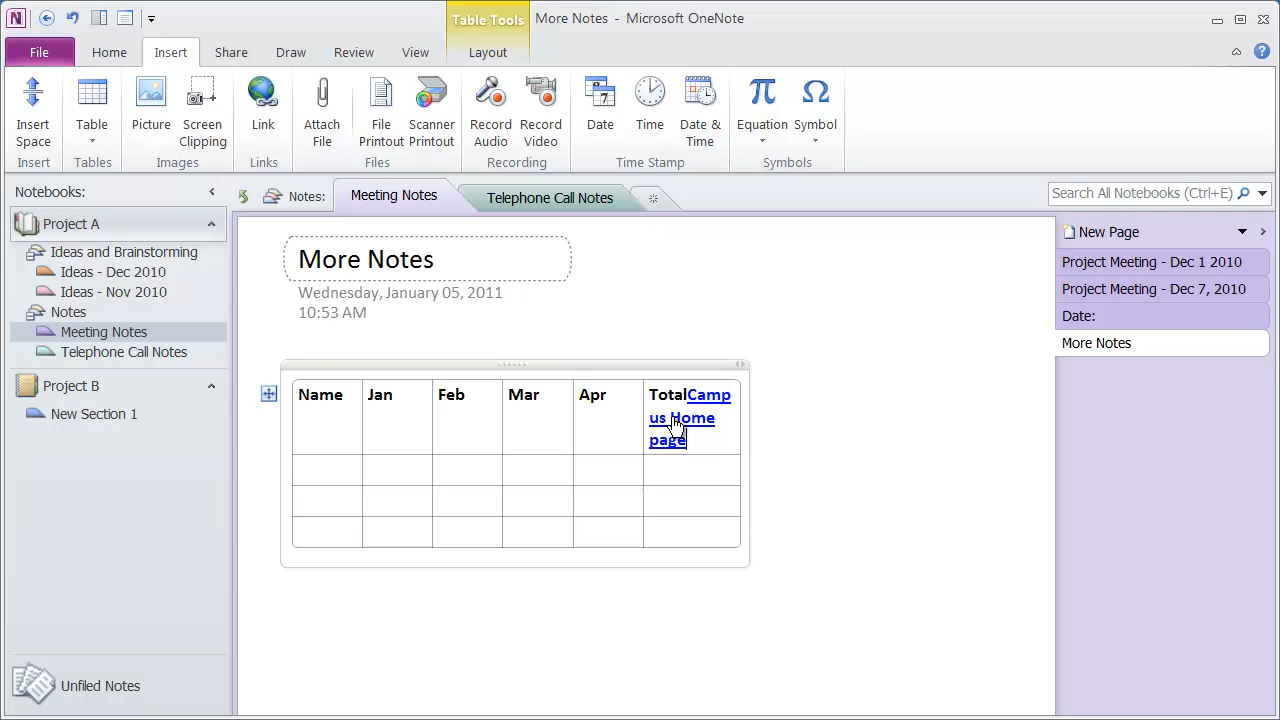 Table Tools
More Notes - Microsoft OneNote
File Home Insert Share Draw Review View Layout
Insert Space
Table
Picture
Screen Clipping
Link
Attach File
File Printout
Scanner Printout
Record Audio
Record Video
Date
Time
Date & Time
Equation
Symbol
Insert Tables Images Links Files Recording Time Stamp Symbols
Notebooks:
Project A
Ideas and Brainstorming
Ideas - Dec 2010
Ideas - Nov 2010
Notes
Meeting Notes
Telephone Call Notes
Project B
New Section 1
Unfiled Notes
Notes: Meeting Notes Telephone Call Notes
Search All Notebooks (Ctrl+E)
More Notes
Wednesday, January 05, 2011
10:53 AM
Name Jan Feb Mar Apr TotalCamp
us Home
page
New Page
Project Meeting - Dec 1 2010
Project Meeting - Dec 7, 2010
Date:
More Notes